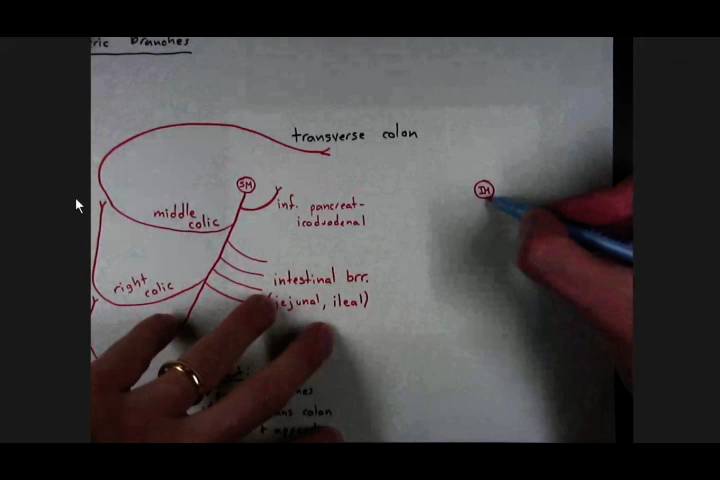 Branches
transverse colon
SM
IM
inf. pancreat-
icoduodenal
middle
colic
intestinal brr.
right
colic
(jejunal, ileal)
colon